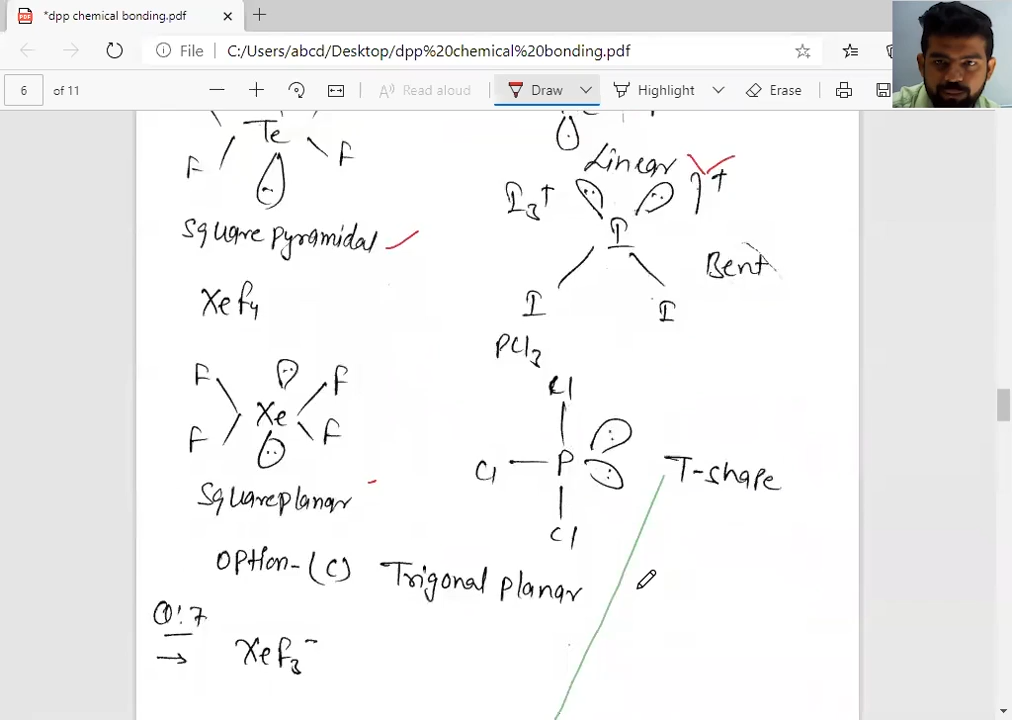 *dpp chemical bonding.pdf
File C:/Users/abcd/Desktop/dpp%20chemical%20bonding.pdf
6 of 11 Read aloud Draw Highlight Erase
Te
F F
Square pyramidal
Linear
I3+ +
I
I I
Bent
XeF4
F F
Xe
F F
Square planar
PCl3
Cl
Cl P
Cl
T-shape
Option-(C) Trigonal planar
Q:7
→ XeF3-